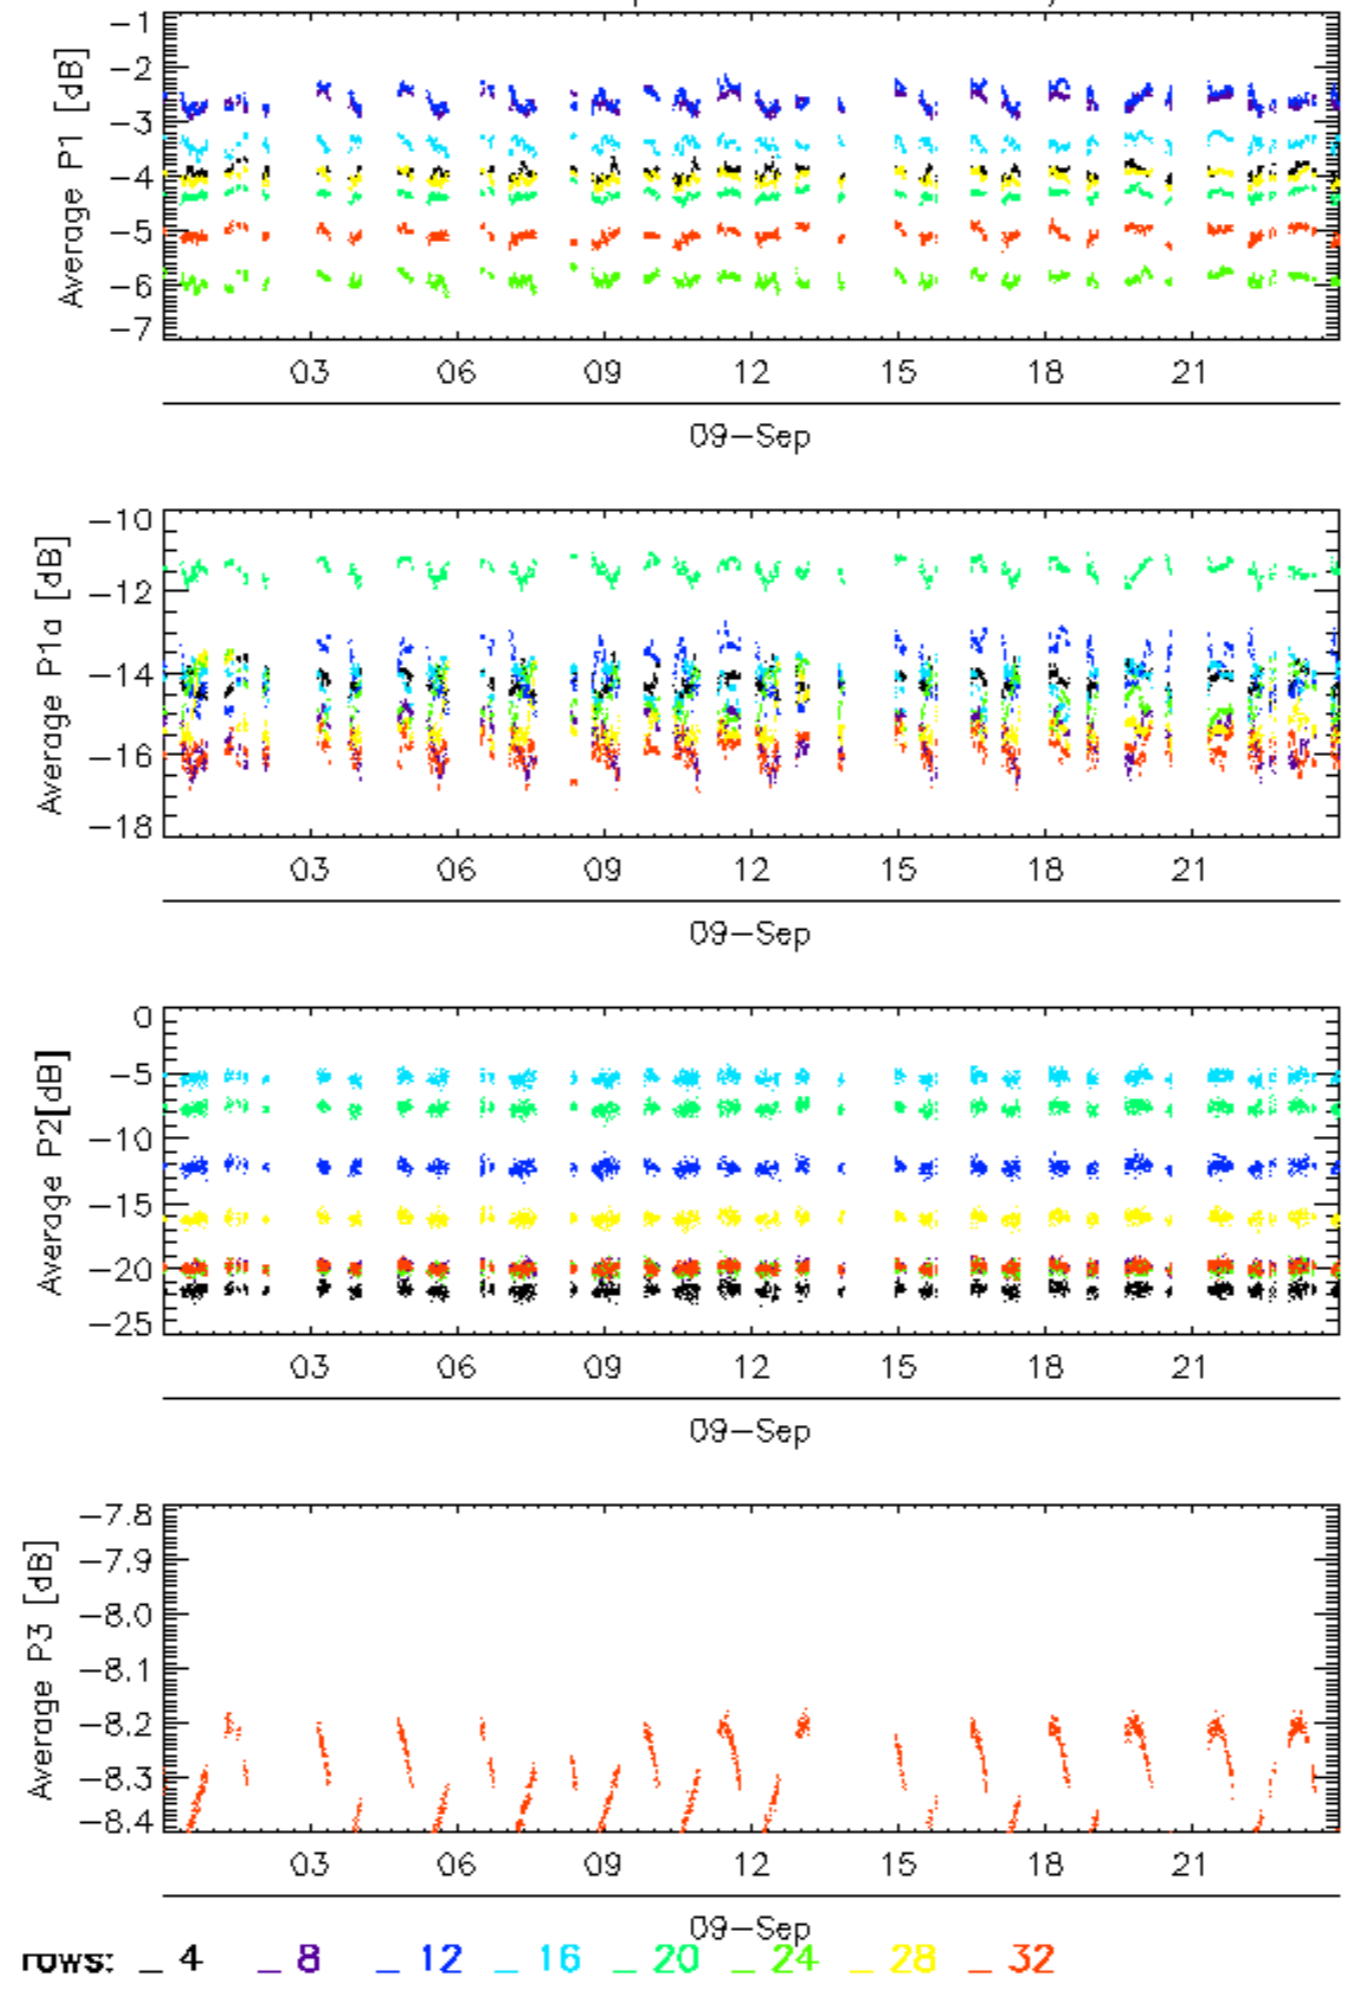 Average P1 [dB]
-1
-2
-3
-4
-5
-6
-7
03 06 09 12 15 18 21
09-Sep
Average P1a [dB]
-10
-12
-14
-16
-18
03 06 09 12 15 18 21
09-Sep
Average P2[dB]
0
-5
-10
-15
-20
-25
03 06 09 12 15 18 21
09-Sep
Average P3 [dB]
-7.8
-7.9
-8.0
-8.1
-8.2
-8.3
-8.4
03 06 09 12 15 18 21
09-Sep
rows: _ 4 _ 8 _ 12 _ 16 _ 20 _ 24 _ 28 _ 32